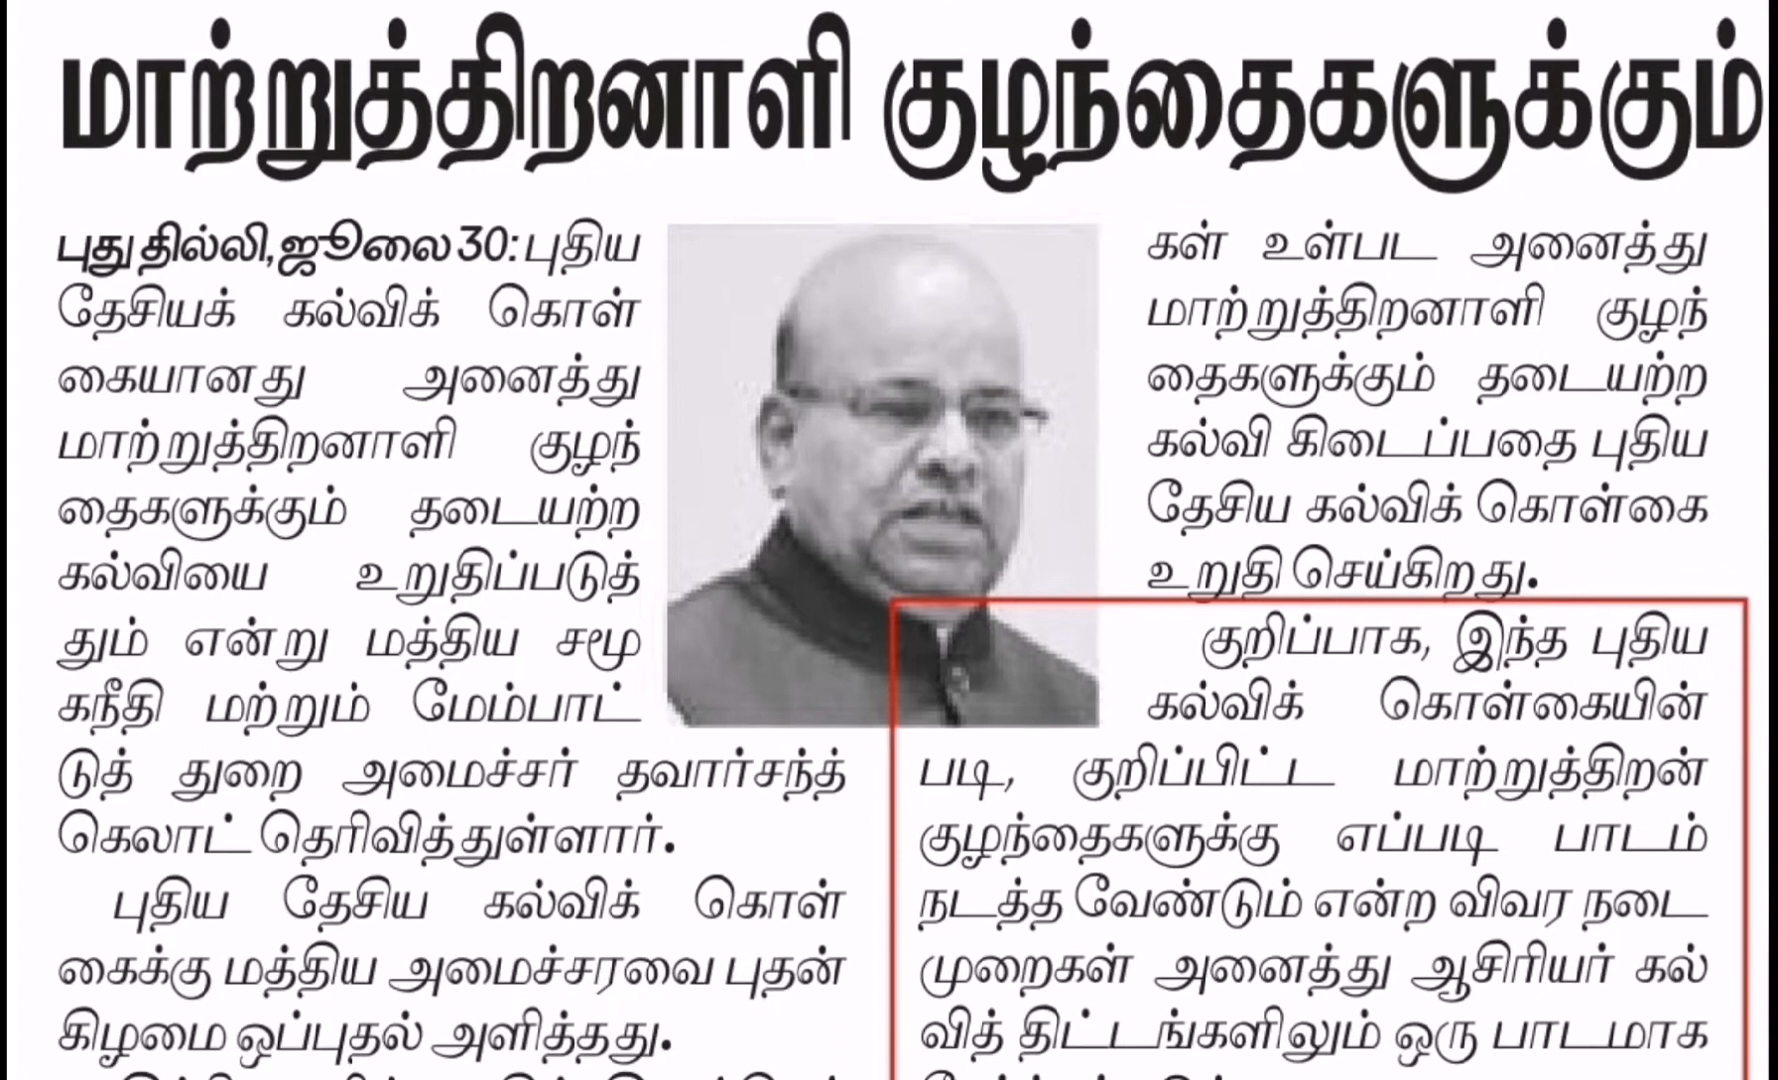 மாற்றுத்திறனாளி குழந்தைகளுக்கும்
புது தில்லி, ஜூலை 30: புதிய
தேசியக் கல்விக் கொள்
கையானது அனைத்து
மாற்றுத்திறனாளி குழந்
தைகளுக்கும் தடையற்ற
கல்வியை உறுதிப்படுத்
தும் என்று மத்திய சமூ
கநீதி மற்றும் மேம்பாட்
டுத் துறை அமைச்சர் தவார்சந்த்
கெலாட் தெரிவித்துள்ளார்.
புதிய தேசிய கல்விக் கொள்
கைக்கு மத்திய அமைச்சரவை புதன்
கிழமை ஒப்புதல் அளித்தது.
கள் உள்பட அனைத்து
மாற்றுத்திறனாளி குழந்
தைகளுக்கும் தடையற்ற
கல்வி கிடைப்பதை புதிய
தேசிய கல்விக் கொள்கை
உறுதி செய்கிறது.
குறிப்பாக, இந்த புதிய
கல்விக் கொள்கையின்
படி, குறிப்பிட்ட மாற்றுத்திறன்
குழந்தைகளுக்கு எப்படி பாடம்
நடத்த வேண்டும் என்ற விவர நடை
முறைகள் அனைத்து ஆசிரியர் கல்
வித் திட்டங்களிலும் ஒரு பாடமாக